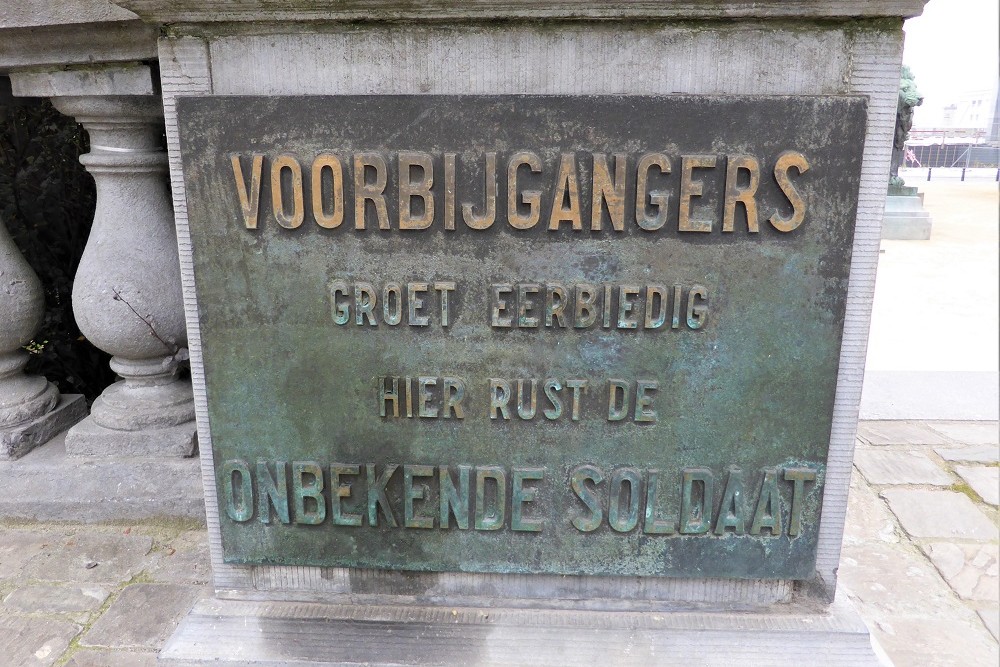 VOORBIJGANGERS
GROET EERBIEDIG
HIER RUST DE
ONBEKENDE SOLDAAT